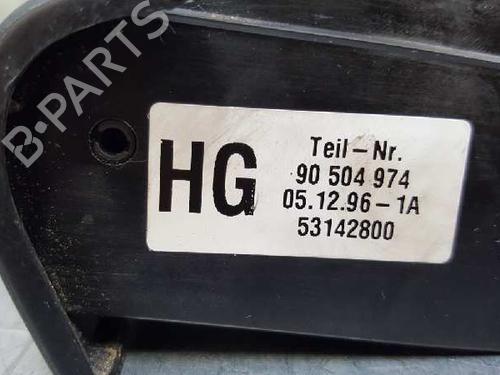 B-PARTS
HG
Teil-Nr.
90 504 974
05.12.96-1A
53142800